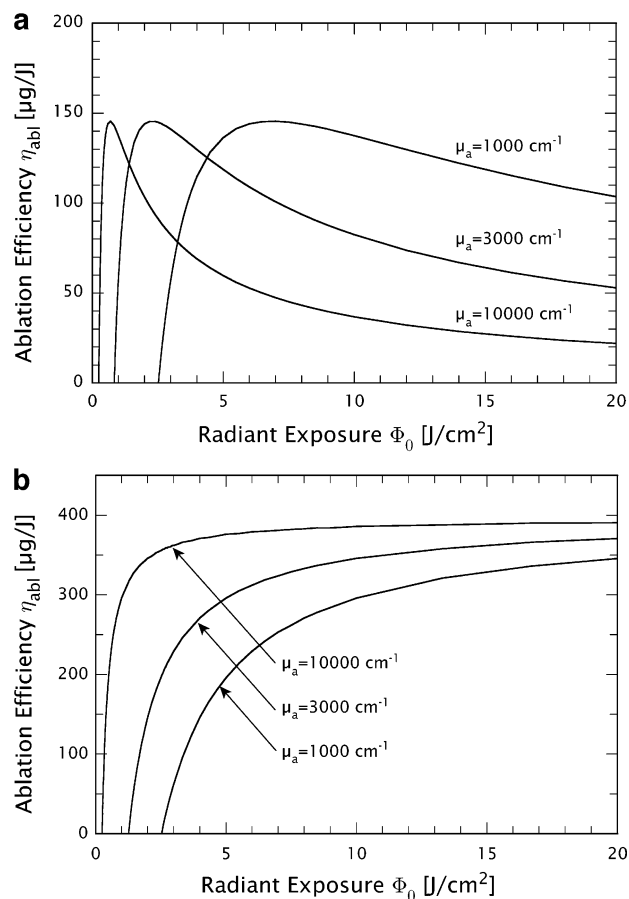 a
Ablation Efficiency ηabl [µg/J]
200
150
100
50
0
µa=1000 cm-1
µa=3000 cm-1
µa=10000 cm-1
0 5 10 15 20
Radiant Exposure Φ0 [J/cm2]
b
Ablation Efficiency ηabl [µg/J]
400
300
200
100
0
µa=10000 cm-1
µa=3000 cm-1
µa=1000 cm-1
0 5 10 15 20
Radiant Exposure Φ0 [J/cm2]